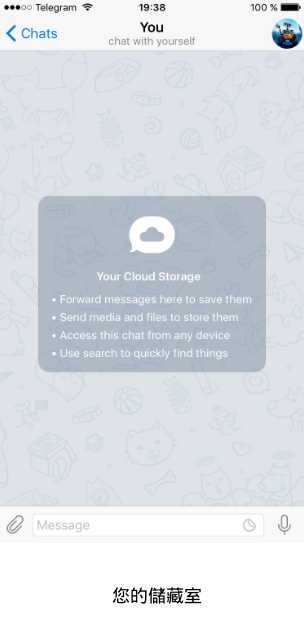 Telegram 19:38 100 %
Chats You
chat with yourself
Your Cloud Storage
• Forward messages here to save them
• Send media and files to store them
• Access this chat from any device
• Use search to quickly find things
Message
您的儲藏室